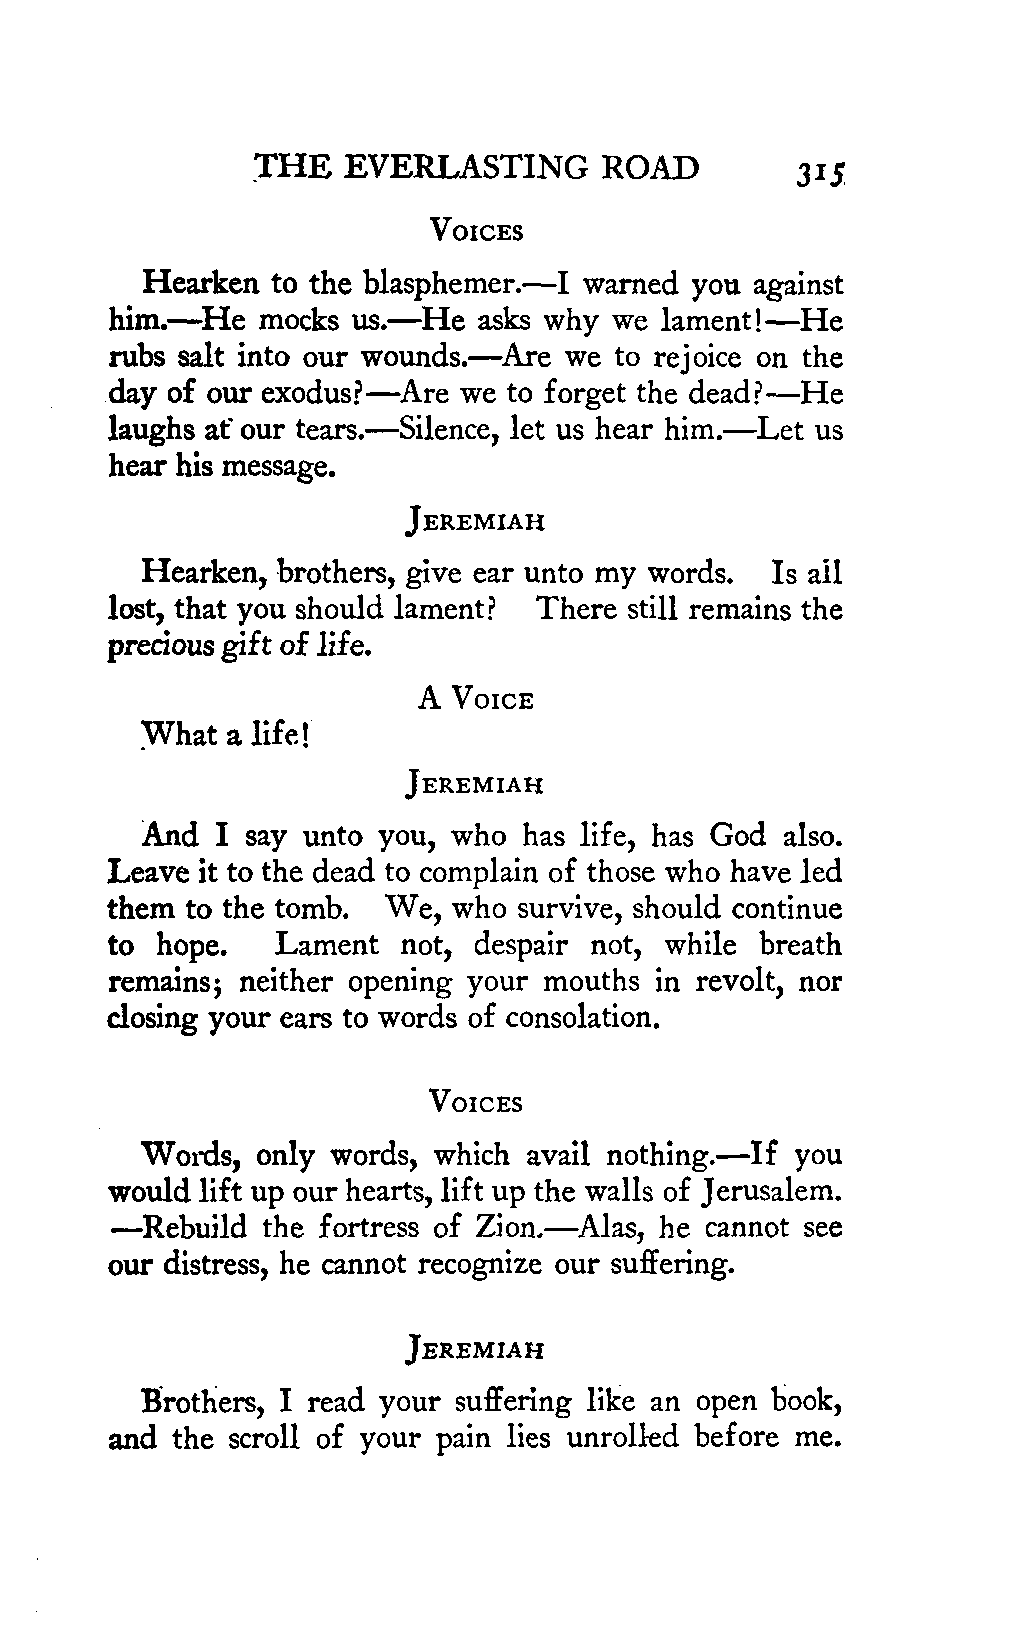 THE EVERLASTING ROAD 315
VOICES
Hearken to the blasphemer.—I warned you against
him.—He mocks us.—He asks why we lament!—He
rubs salt into our wounds.—Are we to rejoice on the
day of our exodus?—Are we to forget the dead?—He
laughs at our tears.—Silence, let us hear him.—Let us
hear his message.
JEREMIAH
Hearken, brothers, give ear unto my words. Is all
lost, that you should lament? There still remains the
precious gift of life.
A VOICE
What a life!
JEREMIAH
And I say unto you, who has life, has God also.
Leave it to the dead to complain of those who have led
them to the tomb. We, who survive, should continue
to hope. Lament not, despair not, while breath
remains; neither opening your mouths in revolt, nor
closing your ears to words of consolation.
VOICES
Words, only words, which avail nothing.—If you
would lift up our hearts, lift up the walls of Jerusalem.
—Rebuild the fortress of Zion.—Alas, he cannot see
our distress, he cannot recognize our suffering.
JEREMIAH
Brothers, I read your suffering like an open book,
and the scroll of your pain lies unrolled before me.